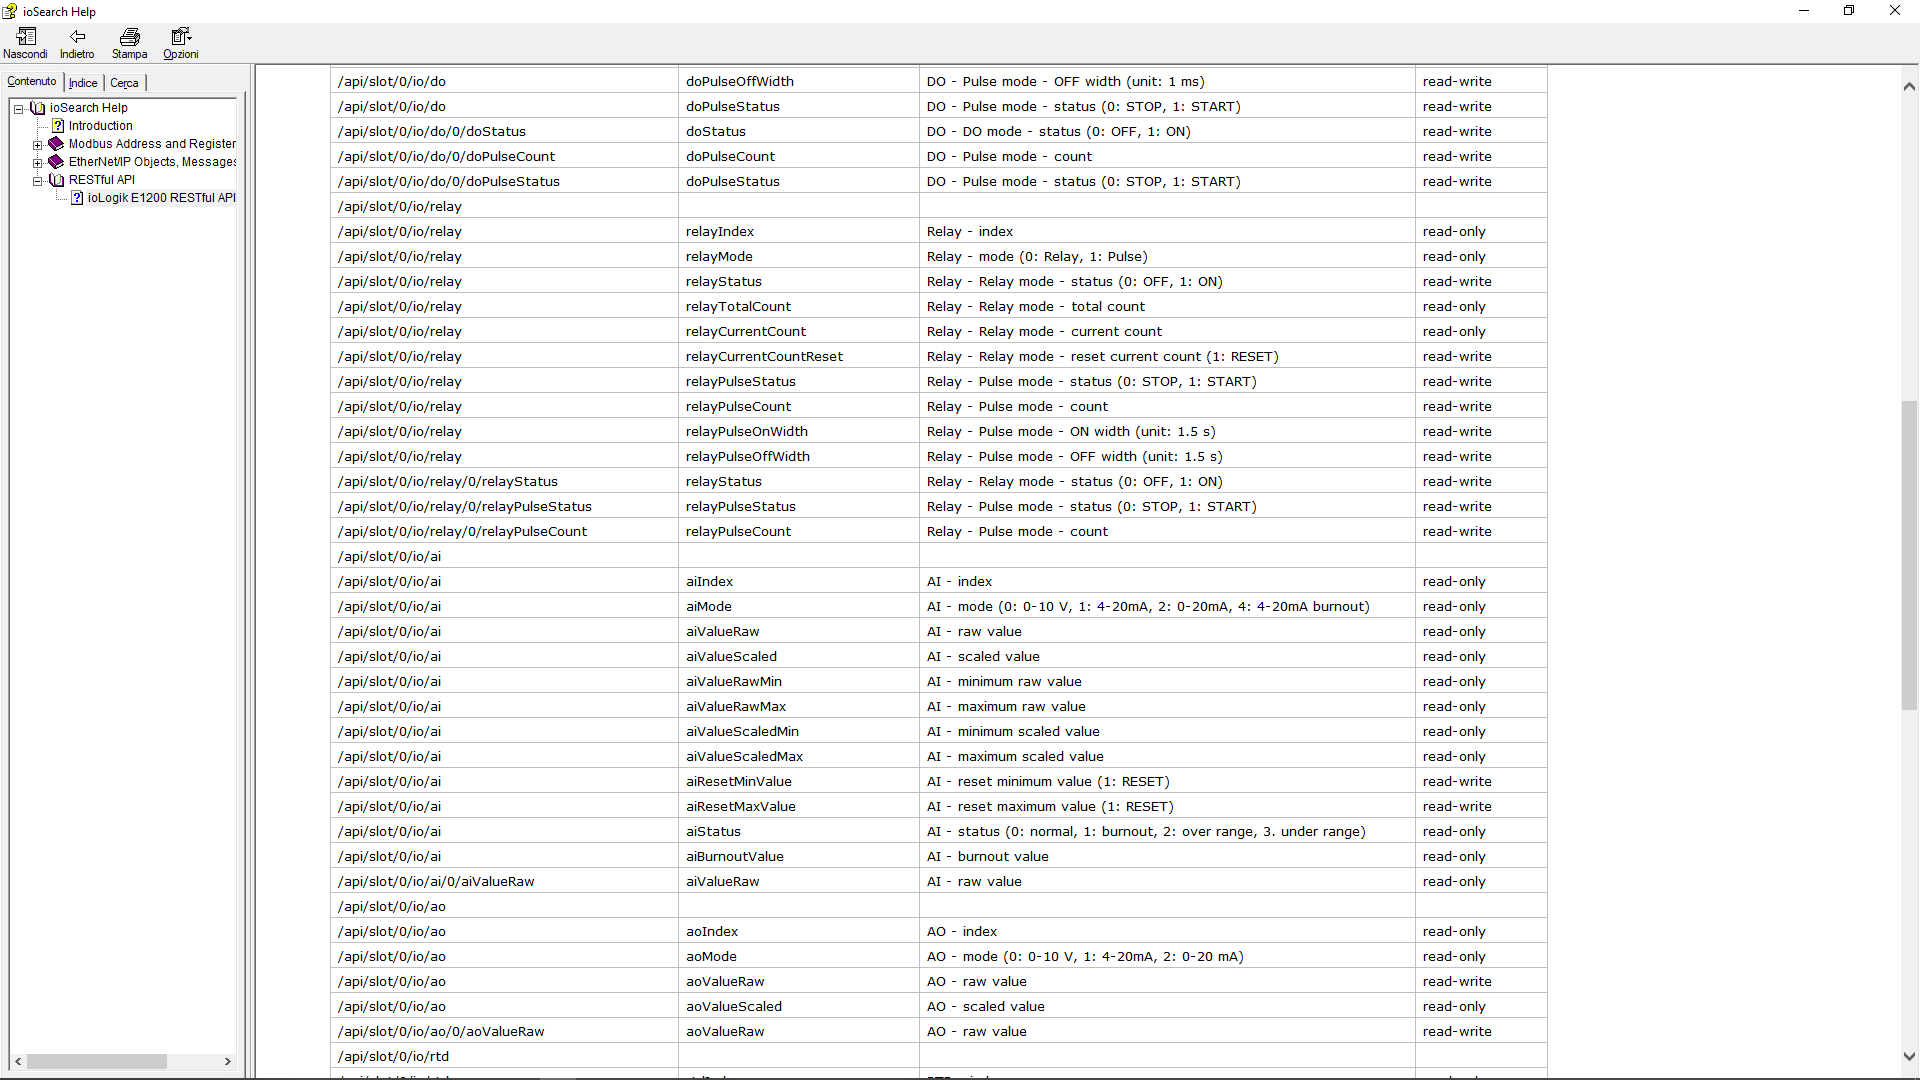 ioSearch Help
Nascondi Indietro Stampa Opzioni
Contenuto Indice Cerca
ioSearch Help
Introduction
Modbus Address and Register
EtherNet/IP Objects, Messages
RESTful API
ioLogik E1200 RESTful API
/api/slot/0/io/do doPulseOffWidth DO - Pulse mode - OFF width (unit: 1 ms) read-write
/api/slot/0/io/do doPulseStatus DO - Pulse mode - status (0: STOP, 1: START) read-write
/api/slot/0/io/do/0/doStatus doStatus DO - DO mode - status (0: OFF, 1: ON) read-write
/api/slot/0/io/do/0/doPulseCount doPulseCount DO - Pulse mode - count read-write
/api/slot/0/io/do/0/doPulseStatus doPulseStatus DO - Pulse mode - status (0: STOP, 1: START) read-write
/api/slot/0/io/relay
/api/slot/0/io/relay relayIndex Relay - index read-only
/api/slot/0/io/relay relayMode Relay - mode (0: Relay, 1: Pulse) read-only
/api/slot/0/io/relay relayStatus Relay - Relay mode - status (0: OFF, 1: ON) read-write
/api/slot/0/io/relay relayTotalCount Relay - Relay mode - total count read-only
/api/slot/0/io/relay relayCurrentCount Relay - Relay mode - current count read-only
/api/slot/0/io/relay relayCurrentCountReset Relay - Relay mode - reset current count (1: RESET) read-write
/api/slot/0/io/relay relayPulseStatus Relay - Pulse mode - status (0: STOP, 1: START) read-write
/api/slot/0/io/relay relayPulseCount Relay - Pulse mode - count read-write
/api/slot/0/io/relay relayPulseOnWidth Relay - Pulse mode - ON width (unit: 1.5 s) read-write
/api/slot/0/io/relay relayPulseOffWidth Relay - Pulse mode - OFF width (unit: 1.5 s) read-write
/api/slot/0/io/relay/0/relayStatus relayStatus Relay - Relay mode - status (0: OFF, 1: ON) read-write
/api/slot/0/io/relay/0/relayPulseStatus relayPulseStatus Relay - Pulse mode - status (0: STOP, 1: START) read-write
/api/slot/0/io/relay/0/relayPulseCount relayPulseCount Relay - Pulse mode - count read-write
/api/slot/0/io/ai
/api/slot/0/io/ai aiIndex AI - index read-only
/api/slot/0/io/ai aiMode AI - mode (0: 0-10 V, 1: 4-20mA, 2: 0-20mA, 4: 4-20mA burnout) read-only
/api/slot/0/io/ai aiValueRaw AI - raw value read-only
/api/slot/0/io/ai aiValueScaled AI - scaled value read-only
/api/slot/0/io/ai aiValueRawMin AI - minimum raw value read-only
/api/slot/0/io/ai aiValueRawMax AI - maximum raw value read-only
/api/slot/0/io/ai aiValueScaledMin AI - minimum scaled value read-only
/api/slot/0/io/ai aiValueScaledMax AI - maximum scaled value read-only
/api/slot/0/io/ai aiResetMinValue AI - reset minimum value (1: RESET) read-write
/api/slot/0/io/ai aiResetMaxValue AI - reset maximum value (1: RESET) read-write
/api/slot/0/io/ai aiStatus AI - status (0: normal, 1: burnout, 2: over range, 3. under range) read-only
/api/slot/0/io/ai aiBurnoutValue AI - burnout value read-only
/api/slot/0/io/ai/0/aiValueRaw aiValueRaw AI - raw value read-only
/api/slot/0/io/ao
/api/slot/0/io/ao aoIndex AO - index read-only
/api/slot/0/io/ao aoMode AO - mode (0: 0-10 V, 1: 4-20mA, 2: 0-20 mA) read-only
/api/slot/0/io/ao aoValueRaw AO - raw value read-write
/api/slot/0/io/ao aoValueScaled AO - scaled value read-only
/api/slot/0/io/ao/0/aoValueRaw aoValueRaw AO - raw value read-write
/api/slot/0/io/rtd